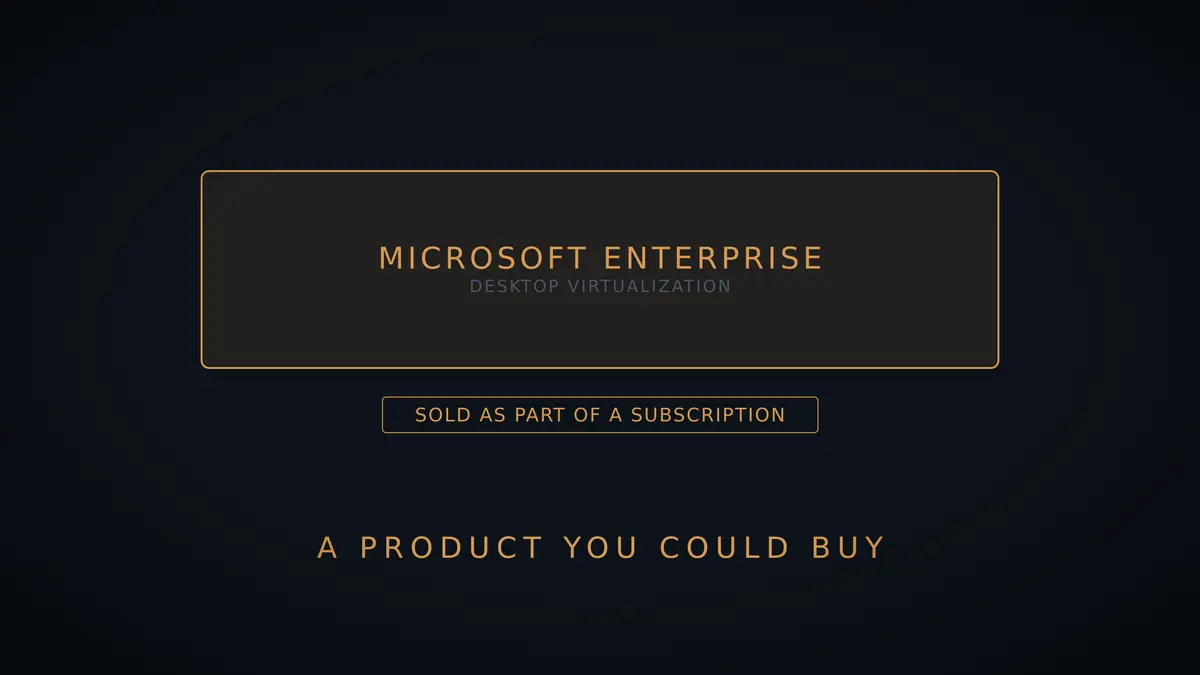 MICROSOFT ENTERPRISE
DESKTOP VIRTUALIZATION
SOLD AS PART OF A SUBSCRIPTION
A PRODUCT YOU COULD BUY